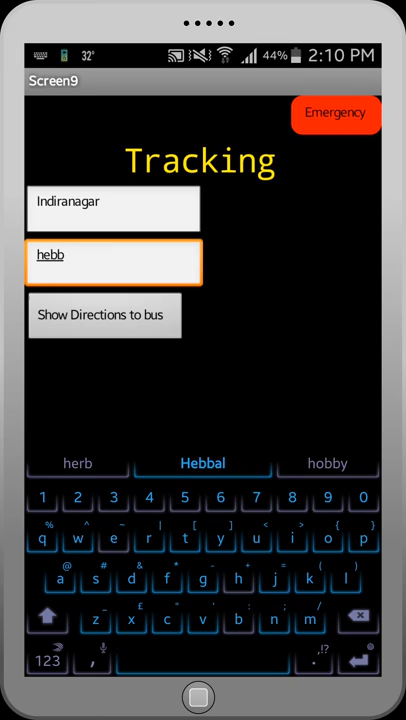 32°
44%
2:10 PM
Screen9
Emergency
Tracking
Indiranagar
hebb
Show Directions to bus
herb Hebbal hobby
1 2 3 4 5 6 7 8 9 0
% ^ ~ | [ ] < > { }
q w e r t y u i o p
@ # & * - + = ( )
a s d f g h j k l
_ £ " ' : ; /
z x c v b n m
,!?
123 , .